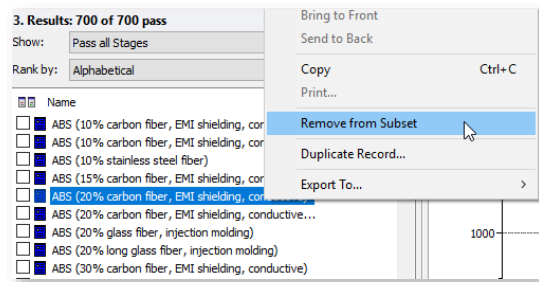 3. Results: 700 of 700 pass
Show:
Pass all Stages
Rank by:
Alphabetical
Name
ABS (10% carbon fiber, EMI shielding, con
ABS (10% carbon fiber, EMI shielding, con
ABS (10% stainless steel fiber)
ABS (15% carbon fiber, EMI shielding, con
ABS (20% carbon fiber, EMI shielding,
ABS (20% carbon fiber, EMI shielding, conductive...
ABS (20% glass fiber, injection molding)
ABS (20% long glass fiber, injection molding)
ABS (30% carbon fiber, EMI shielding, conductive)
Bring to Front
Send to Back
Copy Ctrl+C
Print...
Remove from Subset
Duplicate Record...
Export To... >
1000